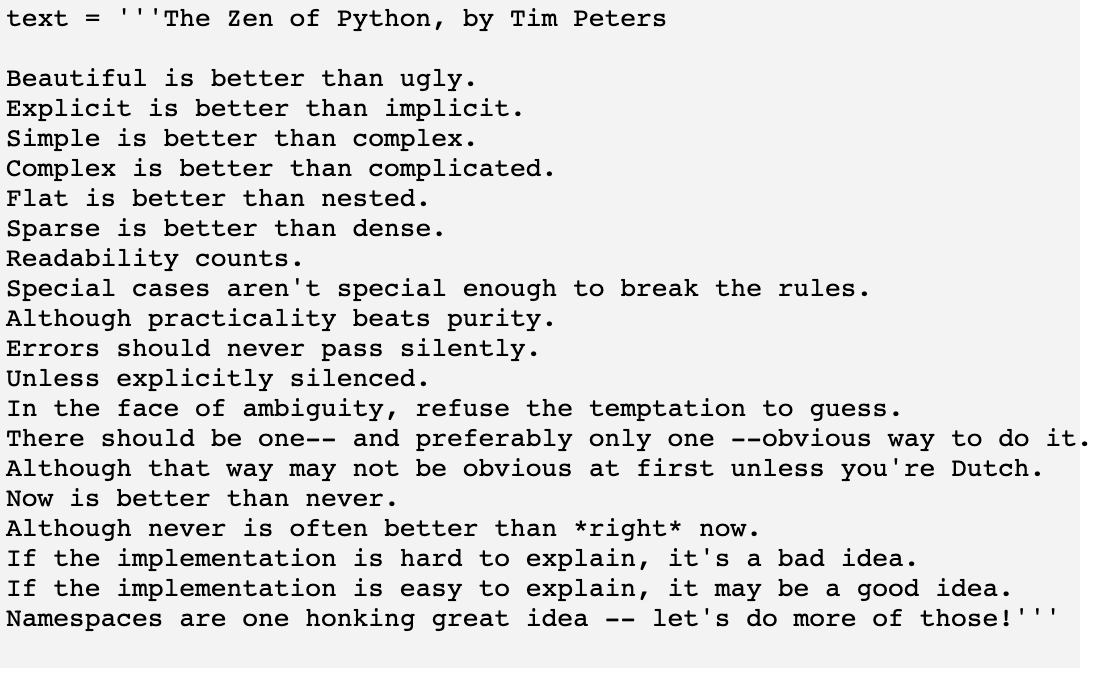 text = '''The Zen of Python, by Tim Peters
Beautiful is better than ugly.
Explicit is better than implicit.
Simple is better than complex.
Complex is better than complicated.
Flat is better than nested.
Sparse is better than dense.
Readability counts.
Special cases aren't special enough to break the rules.
Although practicality beats purity.
Errors should never pass silently.
Unless explicitly silenced.
In the face of ambiguity, refuse the temptation to guess.
There should be one-- and preferably only one --obvious way to do it.
Although that way may not be obvious at first unless you're Dutch.
Now is better than never.
Although never is often better than *right* now.
If the implementation is hard to explain, it's a bad idea.
If the implementation is easy to explain, it may be a good idea.
Namespaces are one honking great idea -- let's do more of those!'''